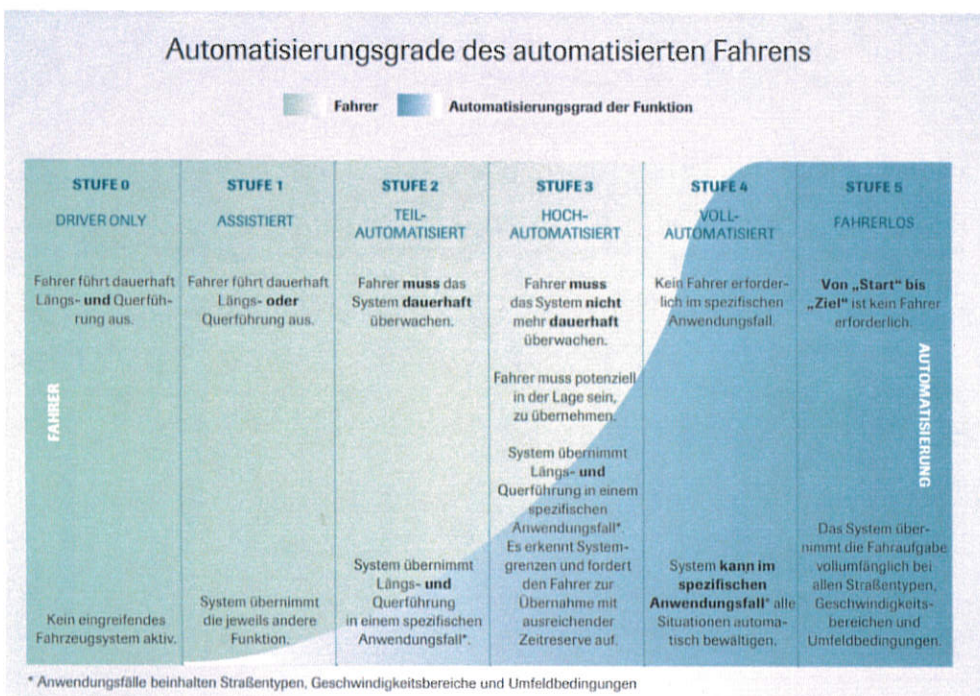 Automatisierungsgrade des automatisierten Fahrens
Fahrer
Automatisierungsgrad der Funktion
STUFE 0
DRIVER ONLY
Fahrer führt dauerhaft
Längs- und Querfüh-
rung aus.
Kein eingreifendes
Fahrzeugsystem aktiv.
FAHRER
STUFE 1
ASSISTIERT
Fahrer führt dauerhaft
Längs- oder
Querführung aus.
System übernimmt
die jeweils andere
Funktion.
STUFE 2
TEIL-
AUTOMATISIERT
Fahrer muss das
System dauerhaft
überwachen.
System übernimmt
Längs- und
Querführung
in einem spezifischen
Anwendungsfall*.
STUFE 3
HOCH-
AUTOMATISIERT
Fahrer muss
das System nicht
mehr dauerhaft
überwachen.
Fahrer muss potenziell
in der Lage sein,
zu übernehmen.
System übernimmt
Längs- und
Querführung in einem
spezifischen
Anwendungsfall*.
Es erkennt System-
grenzen und fordert
den Fahrer zur
Übernahme mit
ausreichender
Zeitreserve auf.
STUFE 4
VOLL-
AUTOMATISIERT
Kein Fahrer erforder-
lich im spezifischen
Anwendungsfall.
System kann im
spezifischen
Anwendungsfall* alle
Situationen automa-
tisch bewältigen.
STUFE 5
FAHRERLOS
Von „Start“ bis
„Ziel“ ist kein Fahrer
erforderlich.
Das System über-
nimmt die Fahraufgabe
vollumfänglich bei
allen Straßentypen,
Geschwindigkeits-
bereichen und
Umfeldbedingungen.
AUTOMATISIERUNG
* Anwendungsfälle beinhalten Straßentypen, Geschwindigkeitsbereiche und Umfeldbedingungen